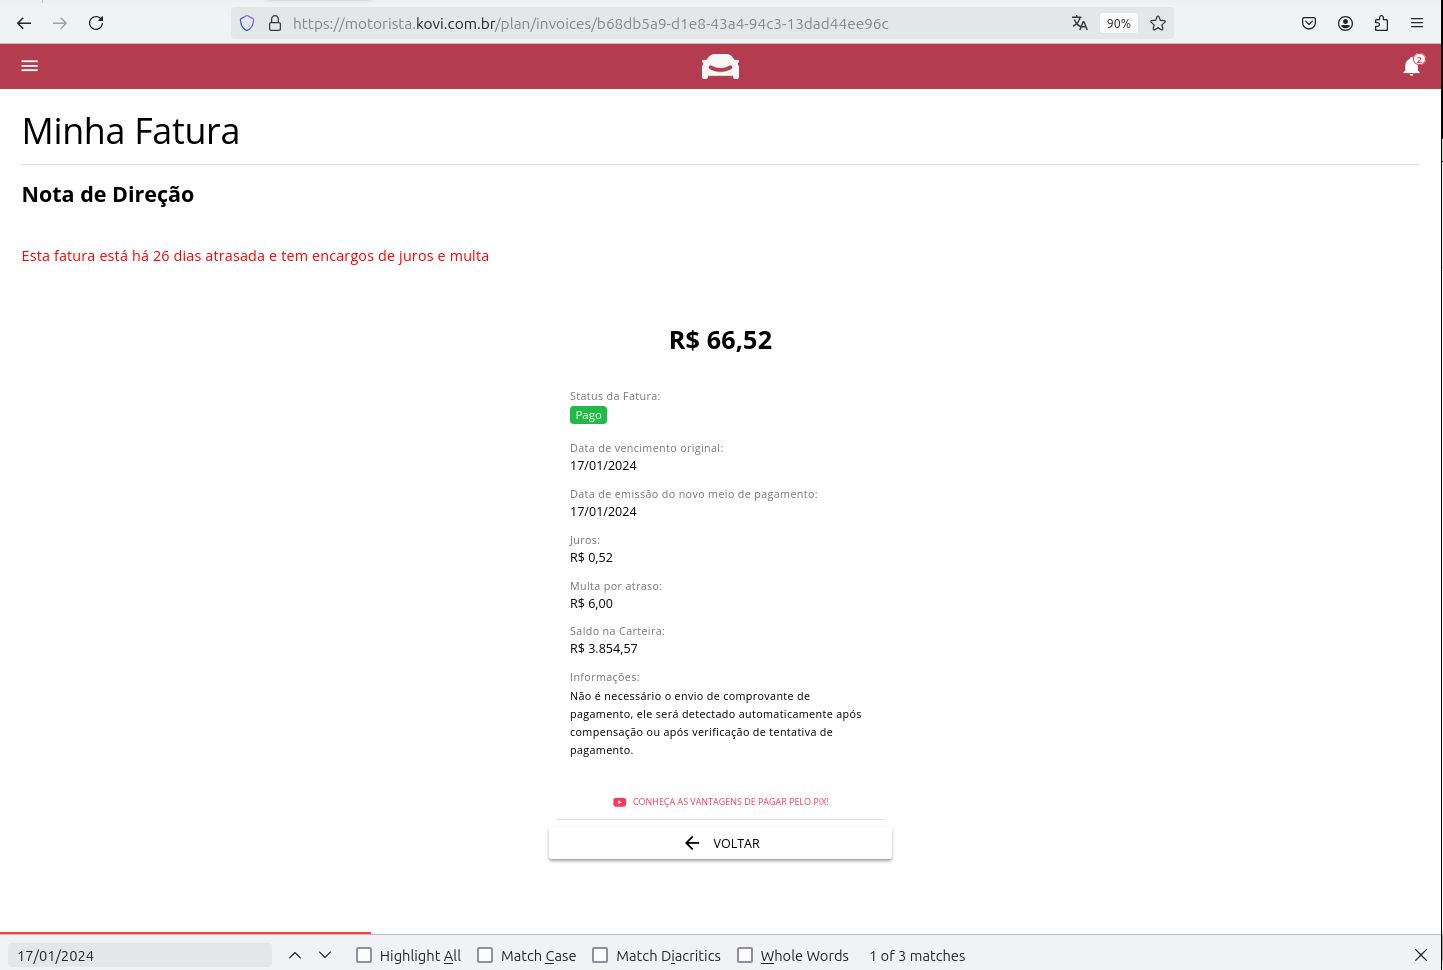 https://motorista.kovi.com.br/plan/invoices/b68db5a9-d1e8-43a4-94c3-13dad44ee96c
90%
2
Minha Fatura
Nota de Direção
Esta fatura está há 26 dias atrasada e tem encargos de juros e multa
R$ 66,52
Status da Fatura:
Pago
Data de vencimento original:
17/01/2024
Data de emissão do novo meio de pagamento:
17/01/2024
Juros:
R$ 0,52
Multa por atraso:
R$ 6,00
Saldo na Carteira:
R$ 3.854,57
Informações:
Não é necessário o envio de comprovante de
pagamento, ele será detectado automaticamente após
compensação ou após verificação de tentativa de
pagamento.
CONHEÇA AS VANTAGENS DE PAGAR PELO PIX!
VOLTAR
17/01/2024 Highlight All Match Case Match Diacritics Whole Words 1 of 3 matches